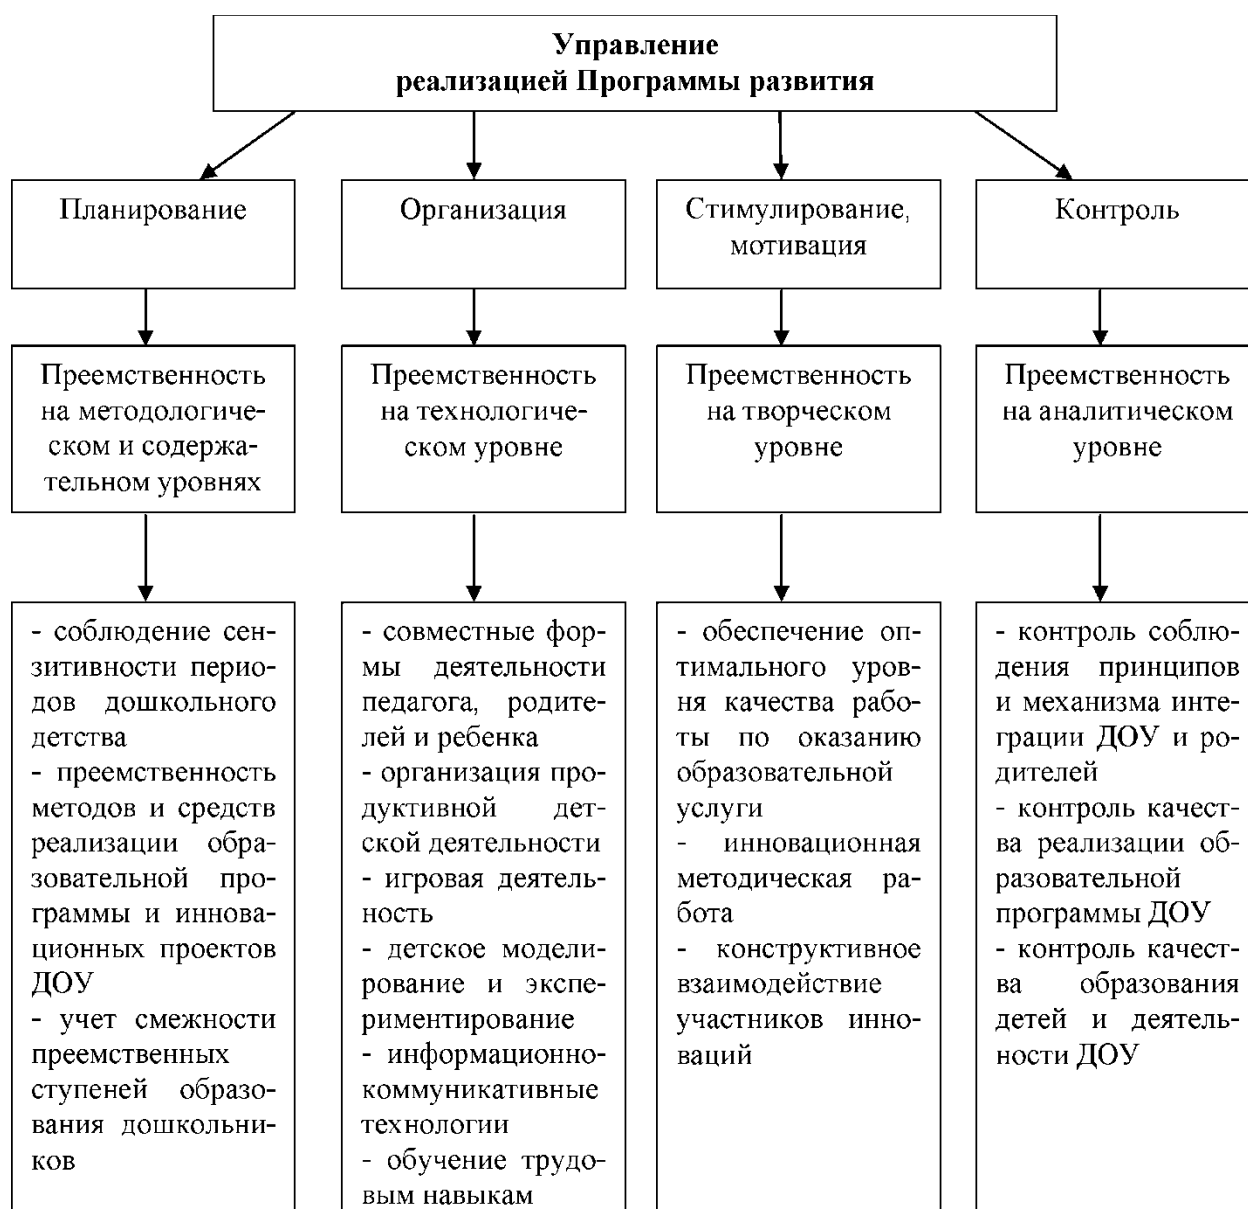 Управление
реализацией Программы развития
Планирование
Организация
Стимулирование,
мотивация
Контроль
Преемственность
на методологиче-
ском и содержа-
тельном уровнях
Преемственность
на технологиче-
ском уровне
Преемственность
на творческом
уровне
Преемственность
на аналитическом
уровне
- соблюдение сен-
зитивности перио-
дов дошкольного
детства
- преемственность
методов и средств
реализации обра-
зовательной про-
граммы и иннова-
ционных проектов
ДОУ
- учет смежности
преемственных
ступеней образо-
вания дошкольни-
ков
- совместные фор-
мы деятельности
педагога, родите-
лей и ребенка
- организация про-
дуктивной дет-
ской деятельности
- игровая деятель-
ность
- детское модели-
рование и экспе-
риментирование
- информационно-
коммуникативные
технологии
- обучение трудо-
вым навыкам
- обеспечение оп-
тимального уров-
ня качества рабо-
ты по оказанию
образовательной
услуги
- инновационная
методическая ра-
бота
- конструктивное
взаимодействие
участников инно-
ваций
- контроль соблю-
дения принципов
и механизма инте-
грации ДОУ и ро-
дителей
- контроль качест-
ва реализации об-
разовательной
программы ДОУ
- контроль качест-
ва образования
детей и деятель-
ности ДОУ